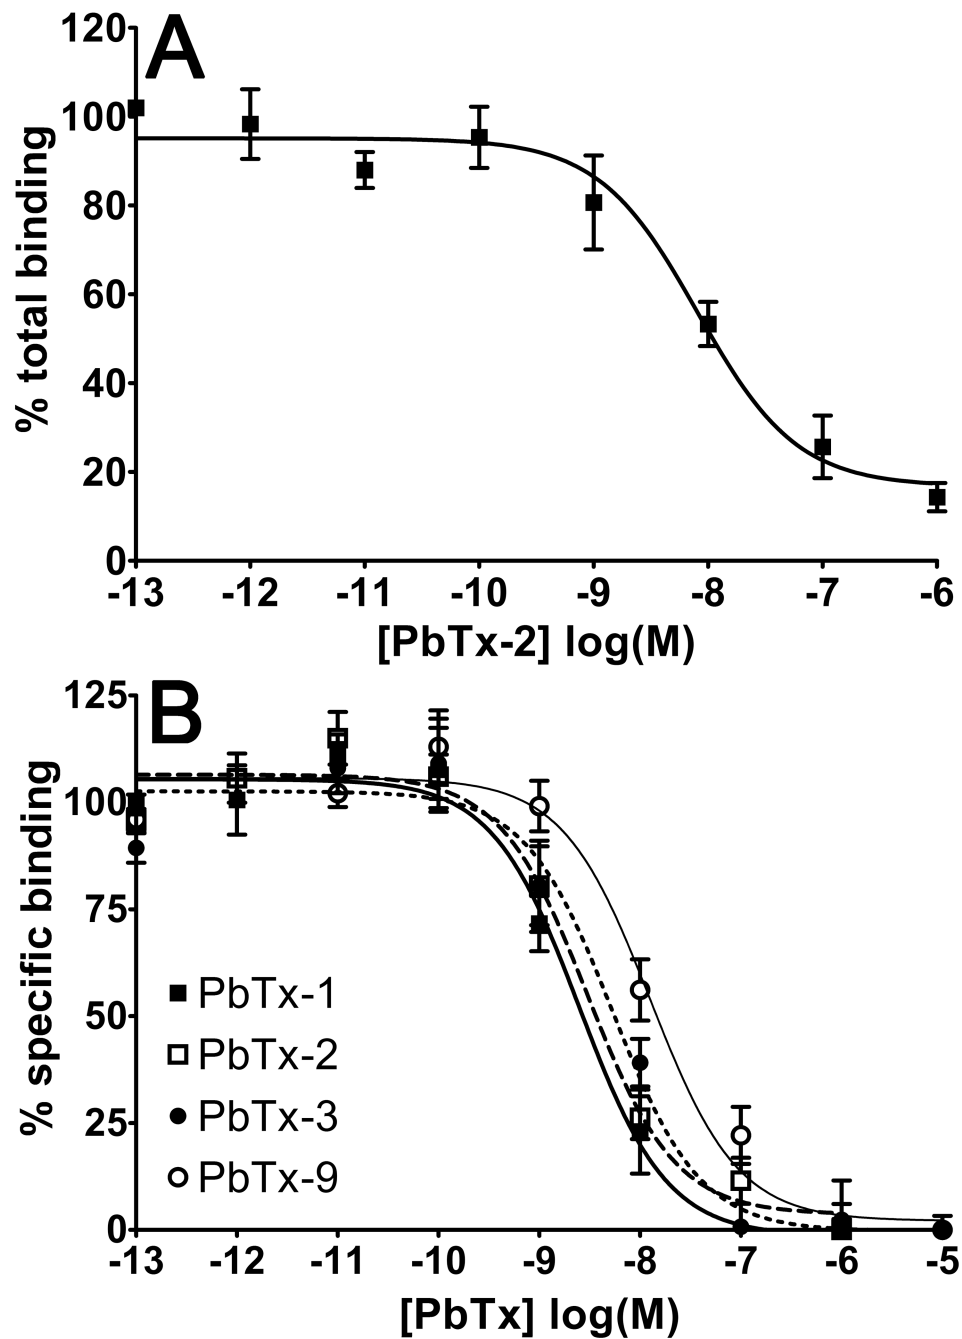 A
% total binding
120
100
80
60
40
20
0
-13 -12 -11 -10 -9 -8 -7 -6
[PbTx-2] log(M)
B
% specific binding
125
100
75
50
25
0
PbTx-1
PbTx-2
PbTx-3
PbTx-9
-13 -12 -11 -10 -9 -8 -7 -6 -5
[PbTx] log(M)